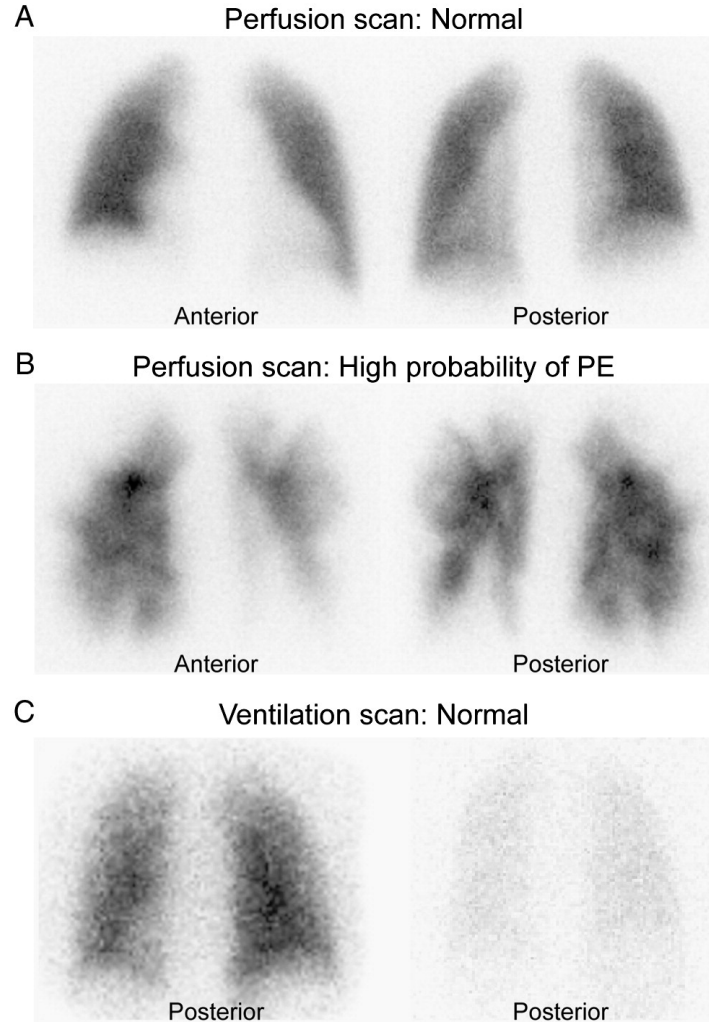 A
Perfusion scan: Normal
Anterior
Posterior
B
Perfusion scan: High probability of PE
Anterior
Posterior
C
Ventilation scan: Normal
Posterior
Posterior